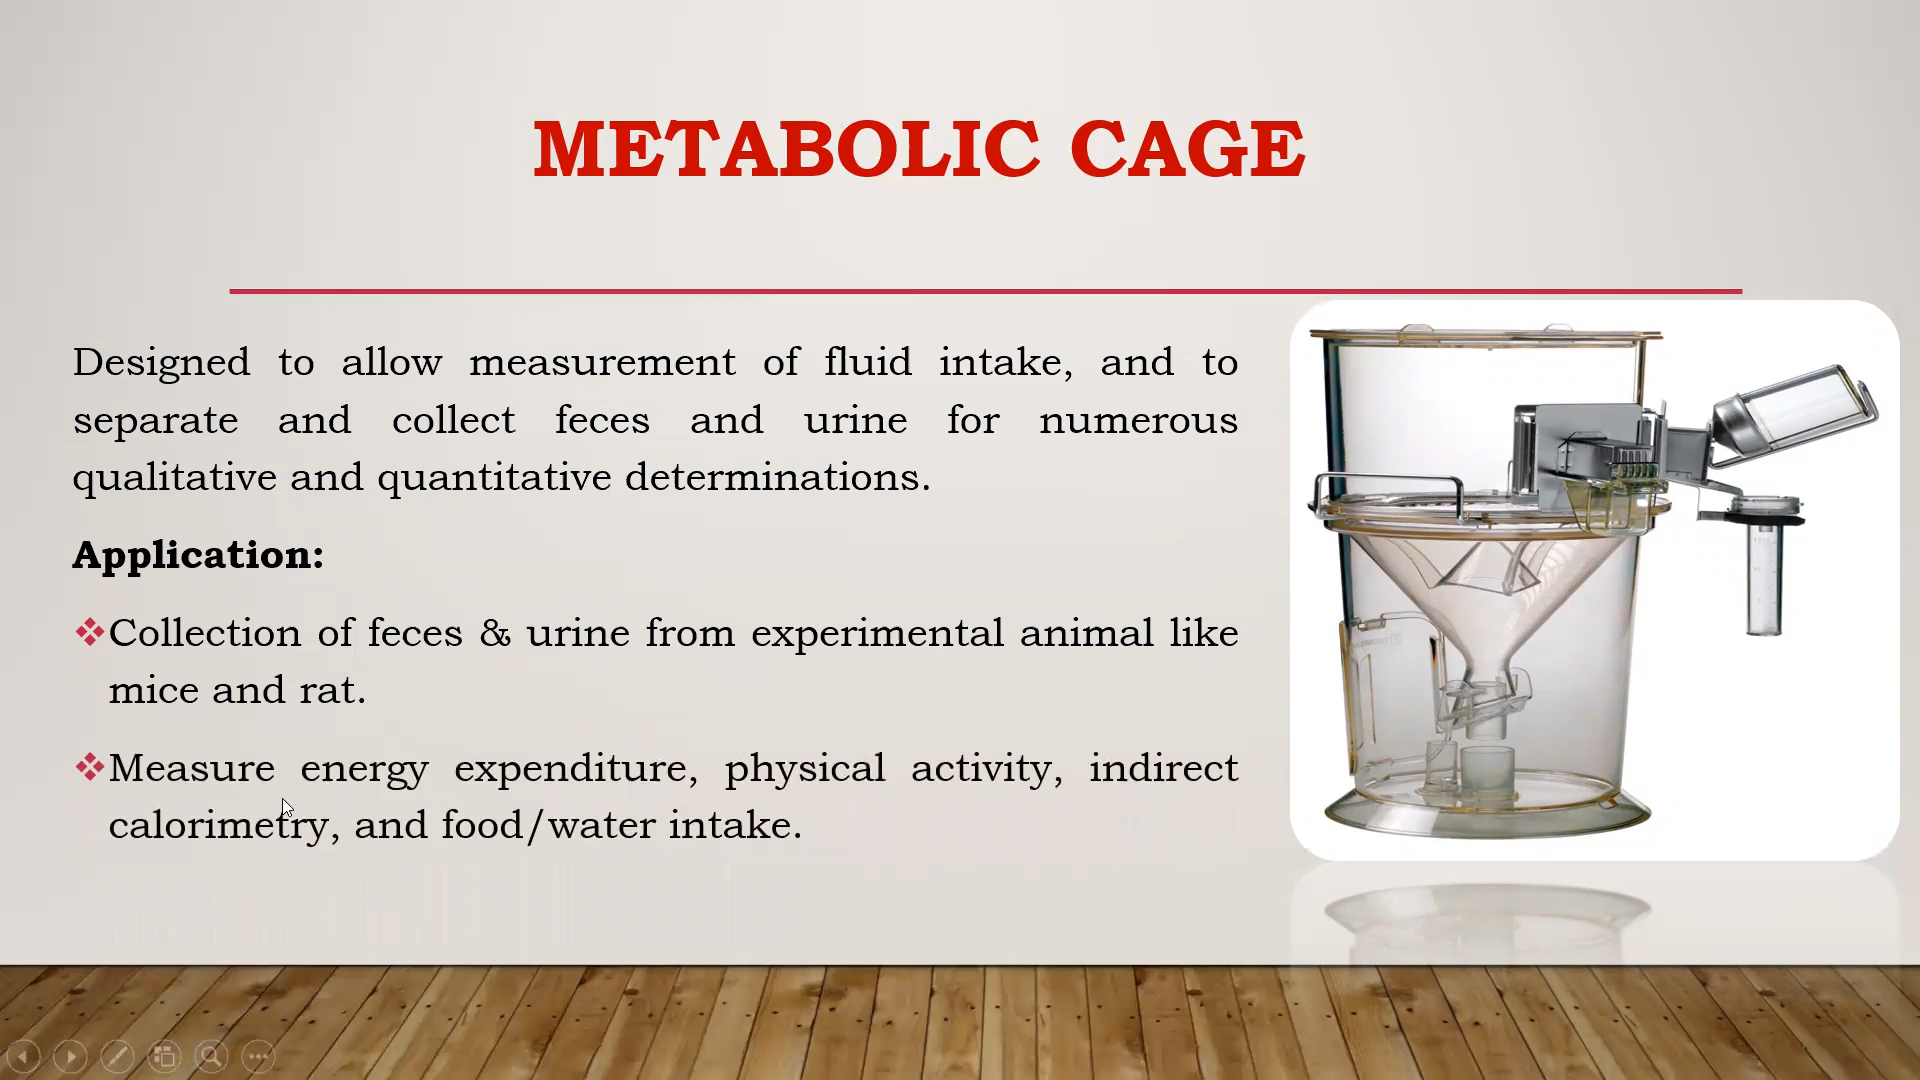 METABOLIC CAGE
Designed to allow measurement of fluid intake, and to
separate and collect feces and urine for numerous
qualitative and quantitative determinations.
Application:
Collection of feces & urine from experimental animal like
mice and rat.
Measure energy expenditure, physical activity, indirect
calorimetry, and food/water intake.